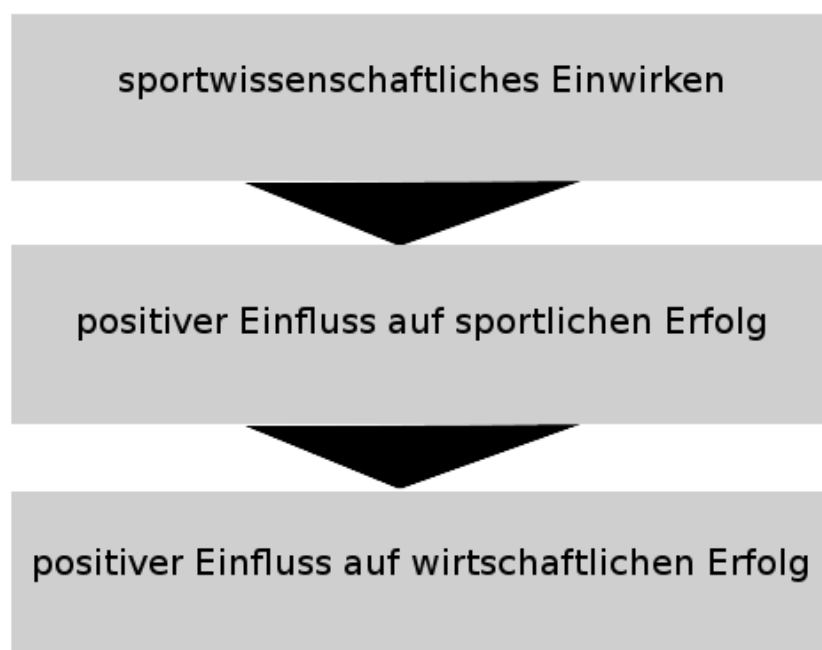 sportwissenschaftliches Einwirken
positiver Einfluss auf sportlichen Erfolg
positiver Einfluss auf wirtschaftlichen Erfolg